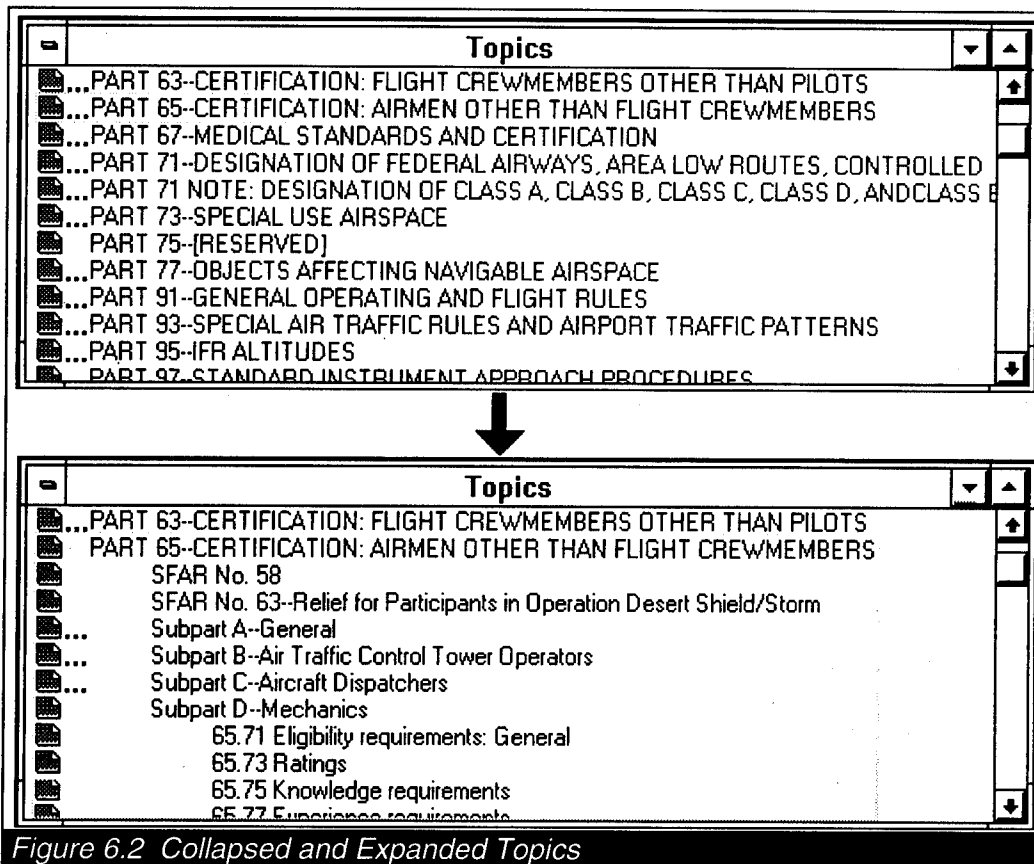 Topics
...PART 63--CERTIFICATION: FLIGHT CREWMEMBERS OTHER THAN PILOTS
...PART 65--CERTIFICATION: AIRMEN OTHER THAN FLIGHT CREWMEMBERS
...PART 67--MEDICAL STANDARDS AND CERTIFICATION
...PART 71--DESIGNATION OF FEDERAL AIRWAYS, AREA LOW ROUTES, CONTROLLED
...PART 71 NOTE: DESIGNATION OF CLASS A, CLASS B, CLASS C, CLASS D, ANDCLASS E
...PART 73--SPECIAL USE AIRSPACE
PART 75--[RESERVED]
...PART 77--OBJECTS AFFECTING NAVIGABLE AIRSPACE
...PART 91--GENERAL OPERATING AND FLIGHT RULES
...PART 93--SPECIAL AIR TRAFFIC RULES AND AIRPORT TRAFFIC PATTERNS
...PART 95--IFR ALTITUDES
PART 97--STANDARD INSTRUMENT APPROACH PROCEDURES
Topics
...PART 63--CERTIFICATION: FLIGHT CREWMEMBERS OTHER THAN PILOTS
PART 65--CERTIFICATION: AIRMEN OTHER THAN FLIGHT CREWMEMBERS
SFAR No. 58
SFAR No. 63--Relief for Participants in Operation Desert Shield/Storm
... Subpart A--General
... Subpart B--Air Traffic Control Tower Operators
... Subpart C--Aircraft Dispatchers
Subpart D--Mechanics
65.71 Eligibility requirements: General
65.73 Ratings
65.75 Knowledge requirements
65.77 Experience requirements
Figure 6.2 Collapsed and Expanded Topics